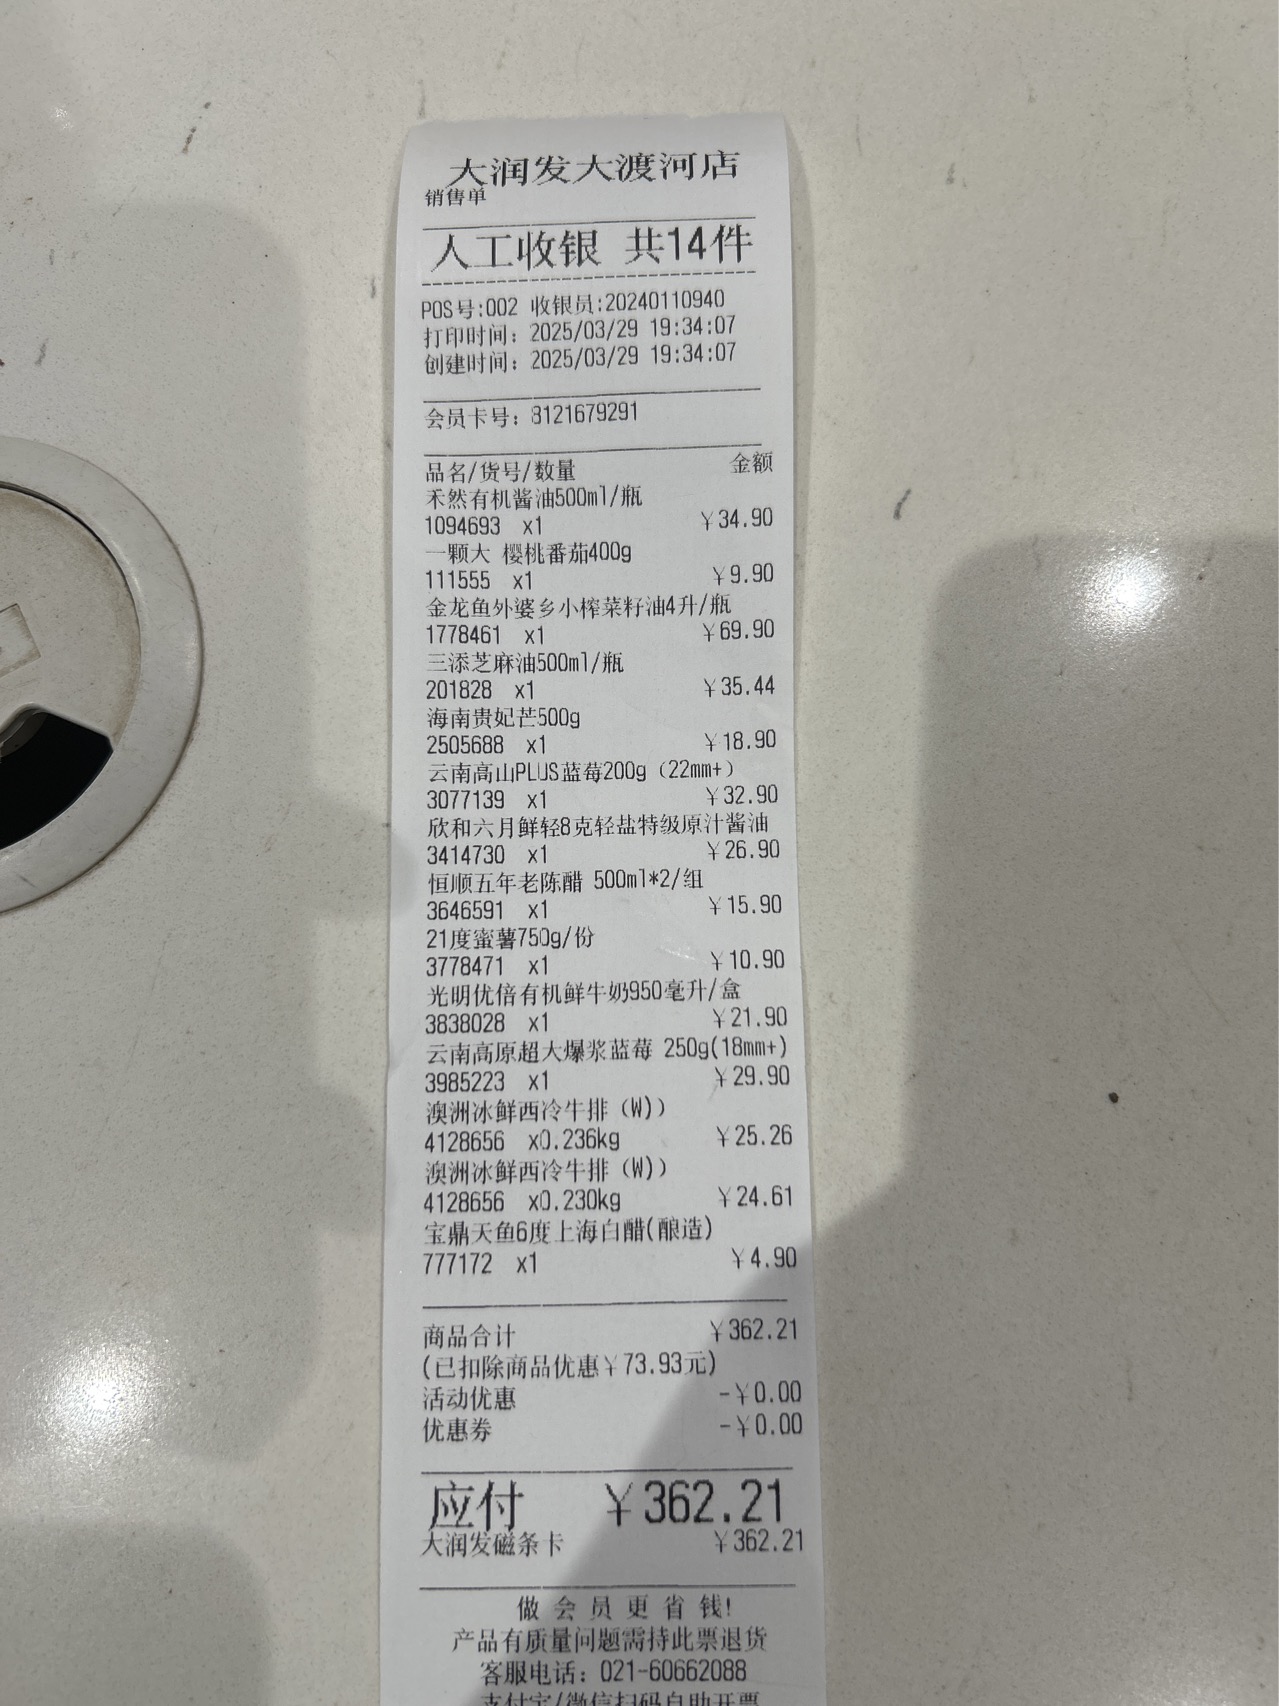 大润发大渡河店
销售单
人工收银 共14件
POS号:002 收银员:20240110940
打印时间: 2025/03/29 19:34:07
创建时间: 2025/03/29 19:34:07
会员卡号: 8121679291
品名/货号/数量 金额
禾然有机酱油500ml/瓶
1094693 x1 ¥34.90
一颗大 樱桃番茄400g
111555 x1 ¥9.90
金龙鱼外婆乡小榨菜籽油4升/瓶
1778461 x1 ¥69.90
三添芝麻油500ml/瓶
201828 x1 ¥35.44
海南贵妃芒500g
2505688 x1 ¥18.90
云南高山PLUS蓝莓200g（22mm+）
3077139 x1 ¥32.90
欣和六月鲜轻8克轻盐特级原汁酱油
3414730 x1 ¥26.90
恒顺五年老陈醋 500ml*2/组
3646591 x1 ¥15.90
21度蜜薯750g/份
3778471 x1 ¥10.90
光明优倍有机鲜牛奶950毫升/盒
3838028 x1 ¥21.90
云南高原超大爆浆蓝莓 250g(18mm+)
3985223 x1 ¥29.90
澳洲冰鲜西冷牛排（W)）
4128656 x0.236kg ¥25.26
澳洲冰鲜西冷牛排（W)）
4128656 x0.230kg ¥24.61
宝鼎天鱼6度上海白醋(酿造)
777172 x1 ¥4.90
商品合计 ¥362.21
(已扣除商品优惠¥73.93元)
活动优惠 -¥0.00
优惠券 -¥0.00
应付 ¥362.21
大润发磁条卡 ¥362.21
做 会 员 更 省 钱!
产品有质量问题需持此票退货
客服电话: 021-60662088
支付宝/微信扫码自助开票